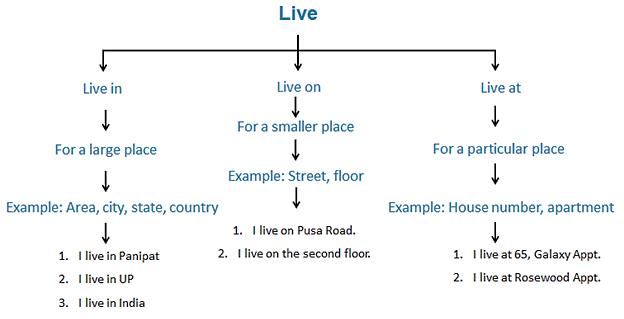 Live
Live in
For a large place
Example: Area, city, state, country
1. I live in Panipat
2. I live in UP
3. I live in India
Live on
For a smaller place
Example: Street, floor
1. I live on Pusa Road.
2. I live on the second floor.
Live at
For a particular place
Example: House number, apartment
1. I live at 65, Galaxy Appt.
2. I live at Rosewood Appt.